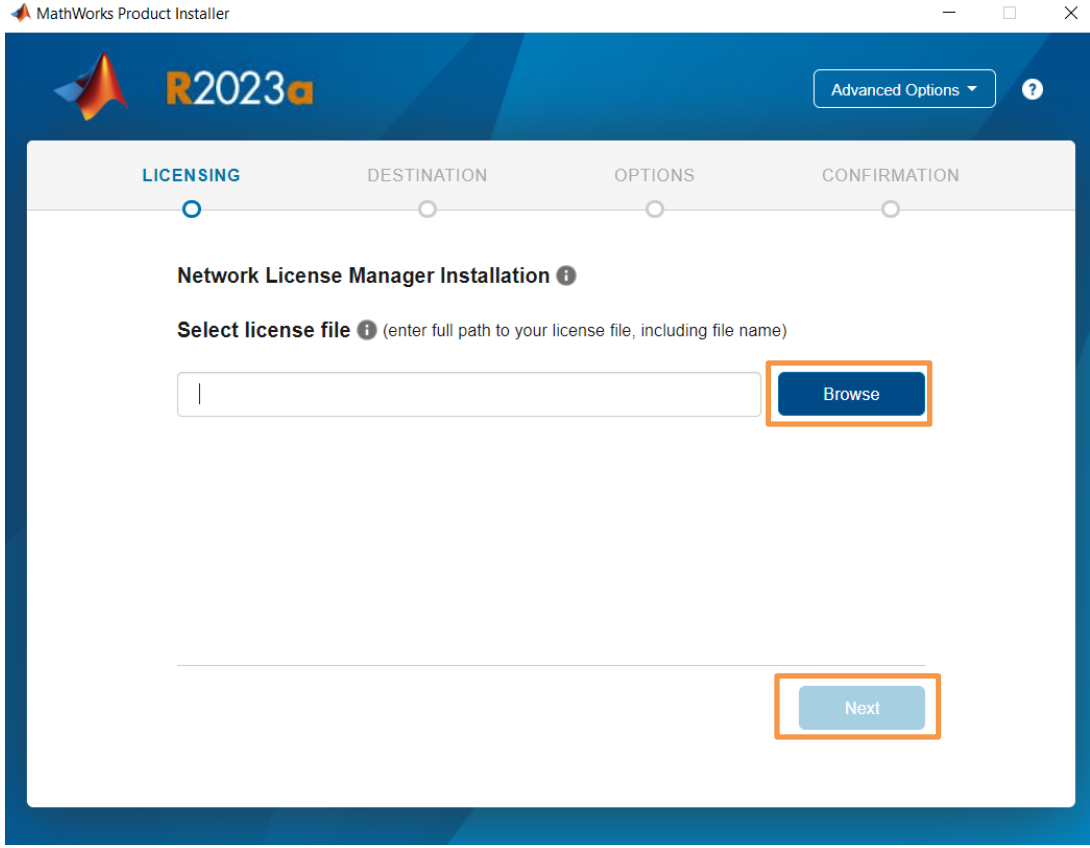 MathWorks Product Installer
R2023a
Advanced Options
?
LICENSING DESTINATION OPTIONS CONFIRMATION
Network License Manager Installation i
Select license file i (enter full path to your license file, including file name)
Browse
Next